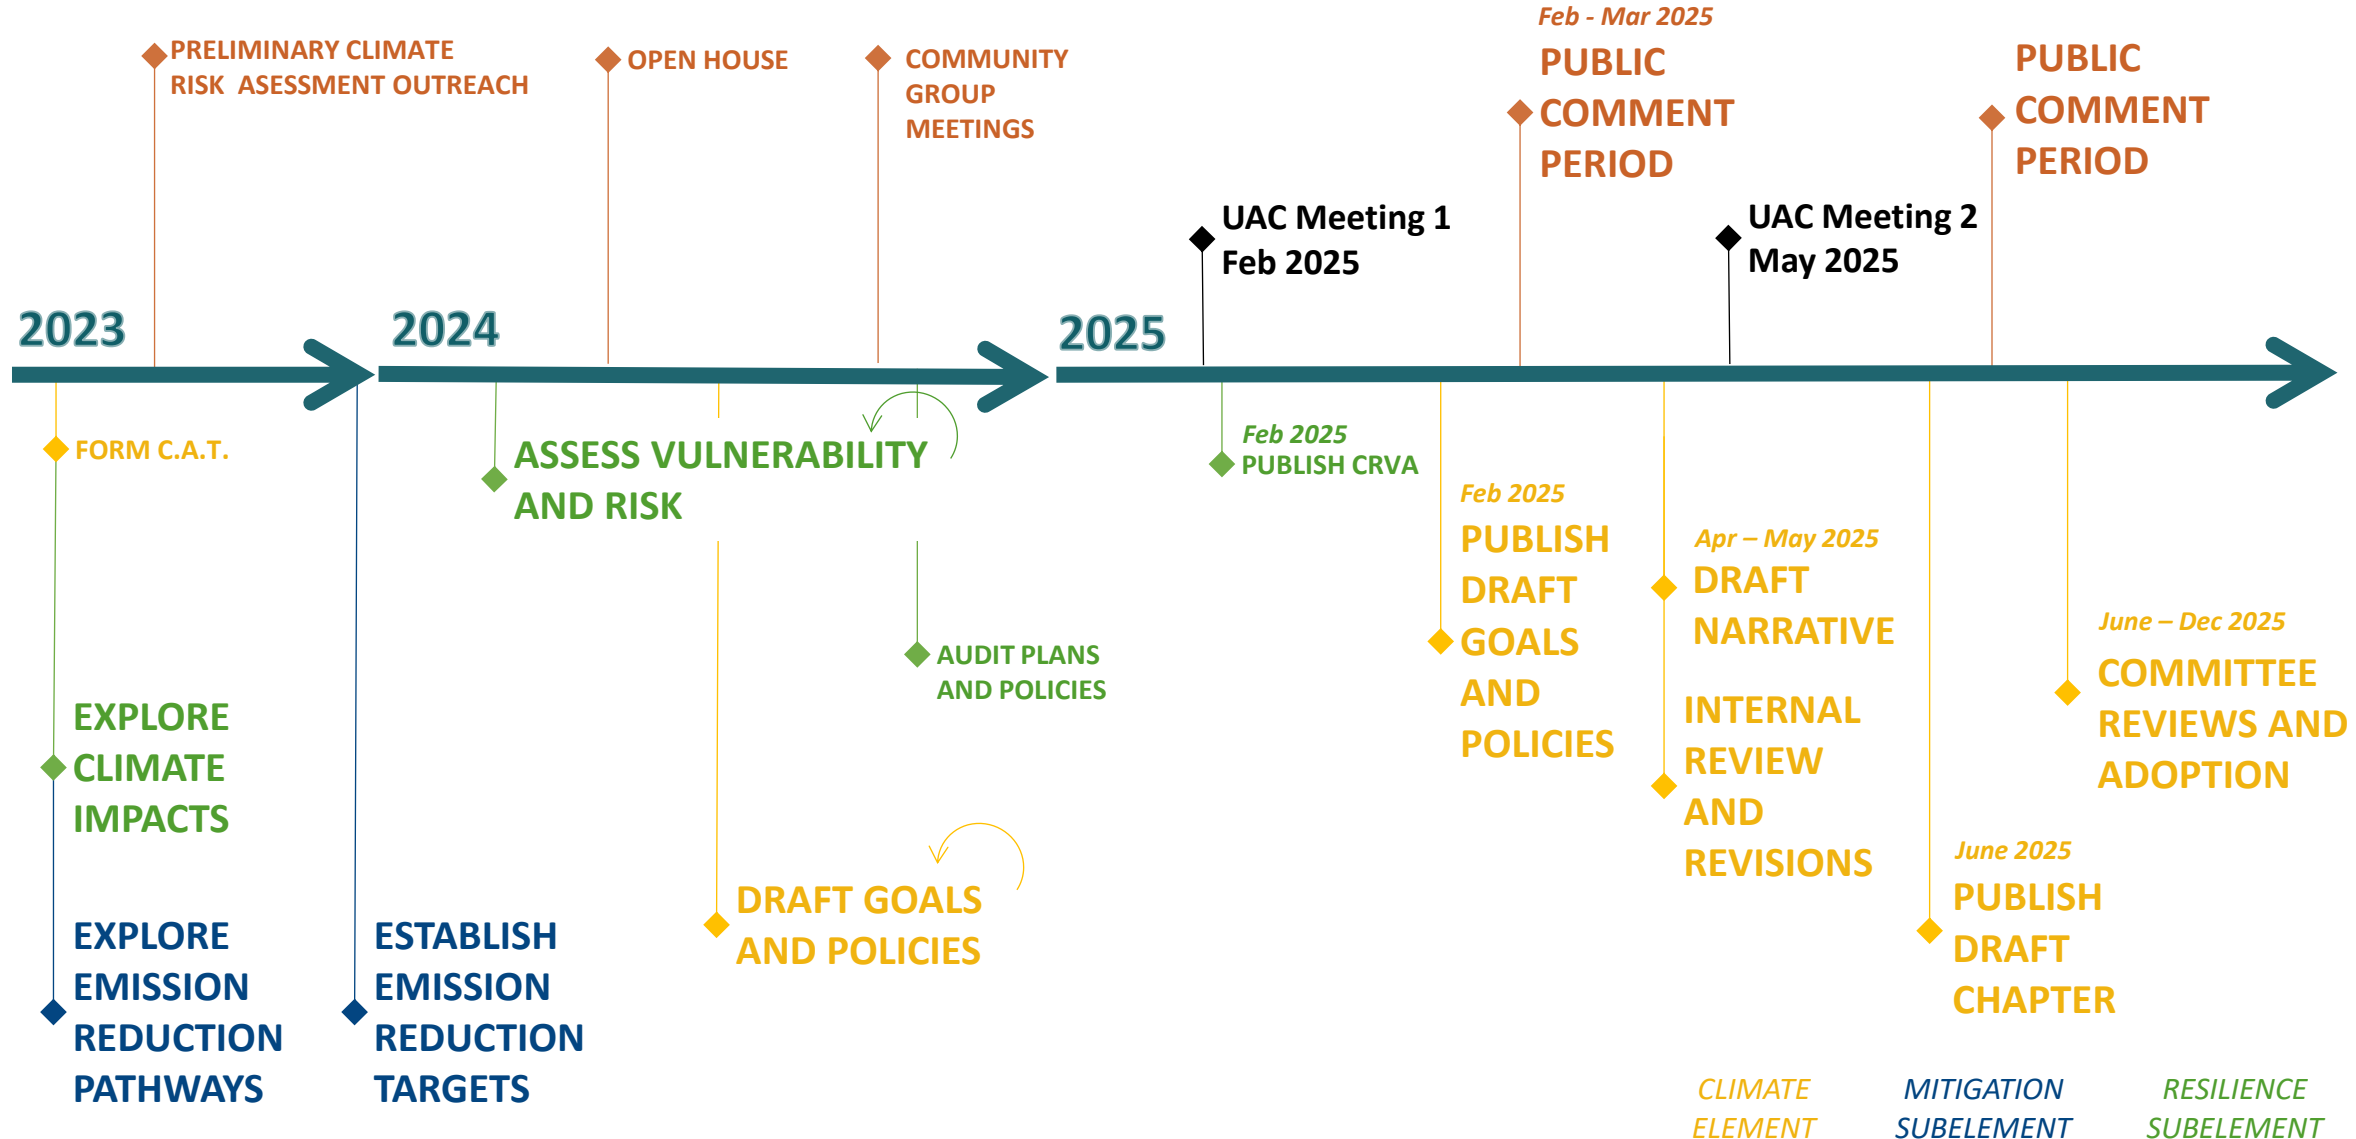 PRELIMINARY CLIMATE
RISK  ASESSMENT OUTREACH
OPEN HOUSE
COMMUNITY
GROUP
MEETINGS
Feb - Mar 2025
PUBLIC
COMMENT
PERIOD
PUBLIC
COMMENT
PERIOD
UAC Meeting 1
Feb 2025
UAC Meeting 2
May 2025
2023
2024
2025
FORM C.A.T.
EXPLORE
CLIMATE
IMPACTS
EXPLORE
EMISSION
REDUCTION
PATHWAYS
ESTABLISH
EMISSION
REDUCTION
TARGETS
ASSESS VULNERABILITY
AND RISK
DRAFT GOALS
AND POLICIES
AUDIT PLANS
AND POLICIES
Feb 2025
PUBLISH CRVA
Feb 2025
PUBLISH
DRAFT
GOALS
AND
POLICIES
Apr – May 2025
DRAFT
NARRATIVE
INTERNAL
REVIEW
AND
REVISIONS
June 2025
PUBLISH
DRAFT
CHAPTER
June – Dec 2025
COMMITTEE
REVIEWS AND
ADOPTION
CLIMATE
ELEMENT
MITIGATION
SUBELEMENT
RESILIENCE
SUBELEMENT